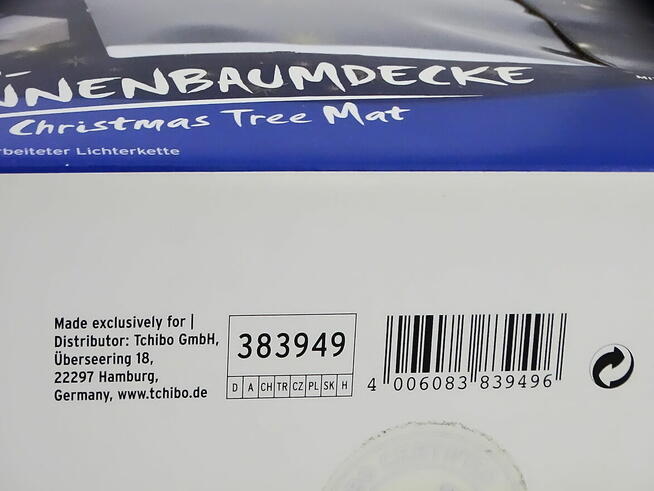 NENBAUMDECKE
Christmas Tree Mat
rbeiteter Lichterkette
Made exclusively for |
Distributor: Tchibo GmbH,
Überseering 18,
22297 Hamburg,
Germany, www.tchibo.de
383949
D A CH TR CZ PL SK H
4 006083 839496